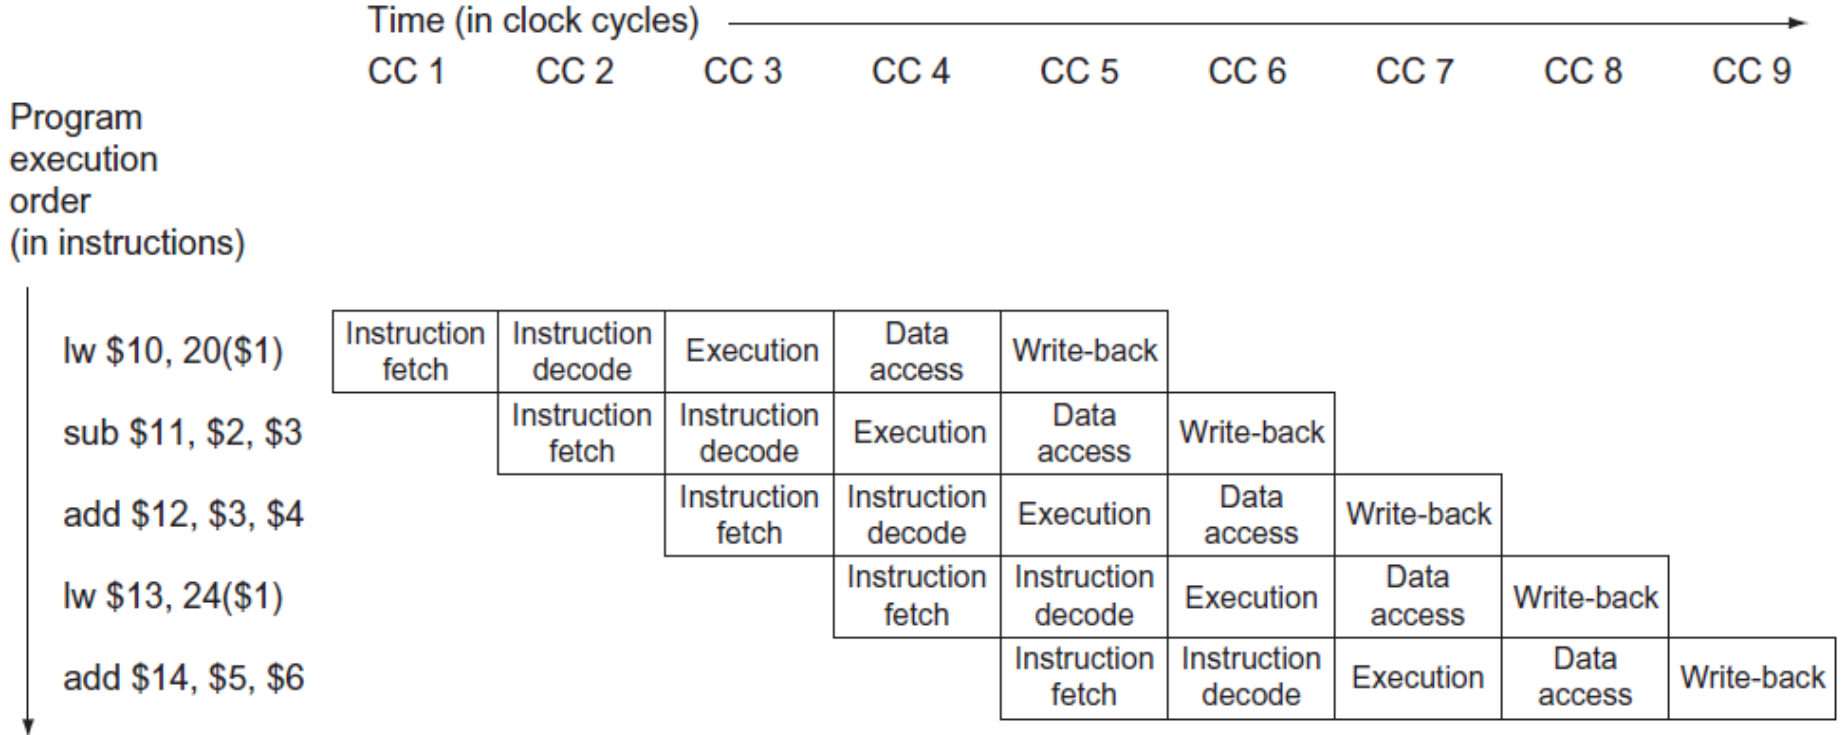 Time (in clock cycles)
CC 1 CC 2 CC 3 CC 4 CC 5 CC 6 CC 7 CC 8 CC 9
Program
execution
order
(in instructions)
lw $10, 20($1)
Instruction
fetch
Instruction
decode
Execution
Data
access
Write-back
sub $11, $2, $3
Instruction
fetch
Instruction
decode
Execution
Data
access
Write-back
add $12, $3, $4
Instruction
fetch
Instruction
decode
Execution
Data
access
Write-back
lw $13, 24($1)
Instruction
fetch
Instruction
decode
Execution
Data
access
Write-back
add $14, $5, $6
Instruction
fetch
Instruction
decode
Execution
Data
access
Write-back